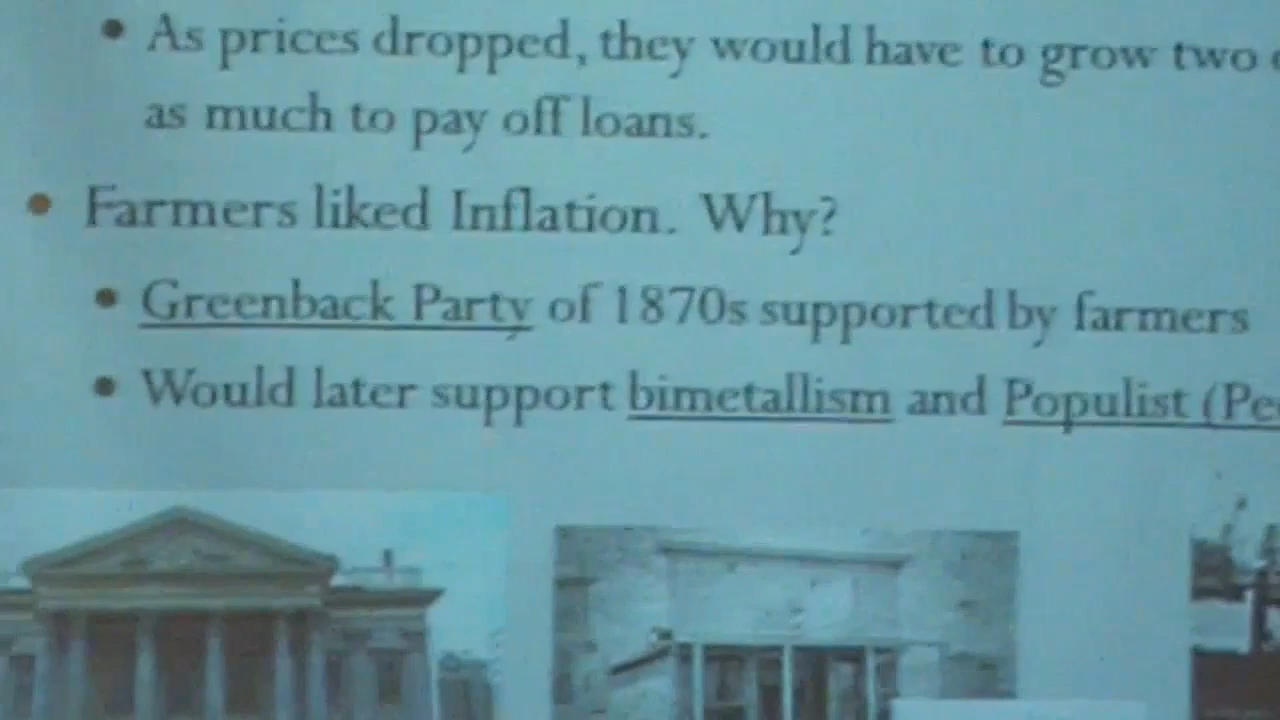 • As prices dropped, they would have to grow two
as much to pay off loans.
• Farmers liked Inflation. Why?
• Greenback Party of 1870s supported by farmers
• Would later support bimetallism and Populist